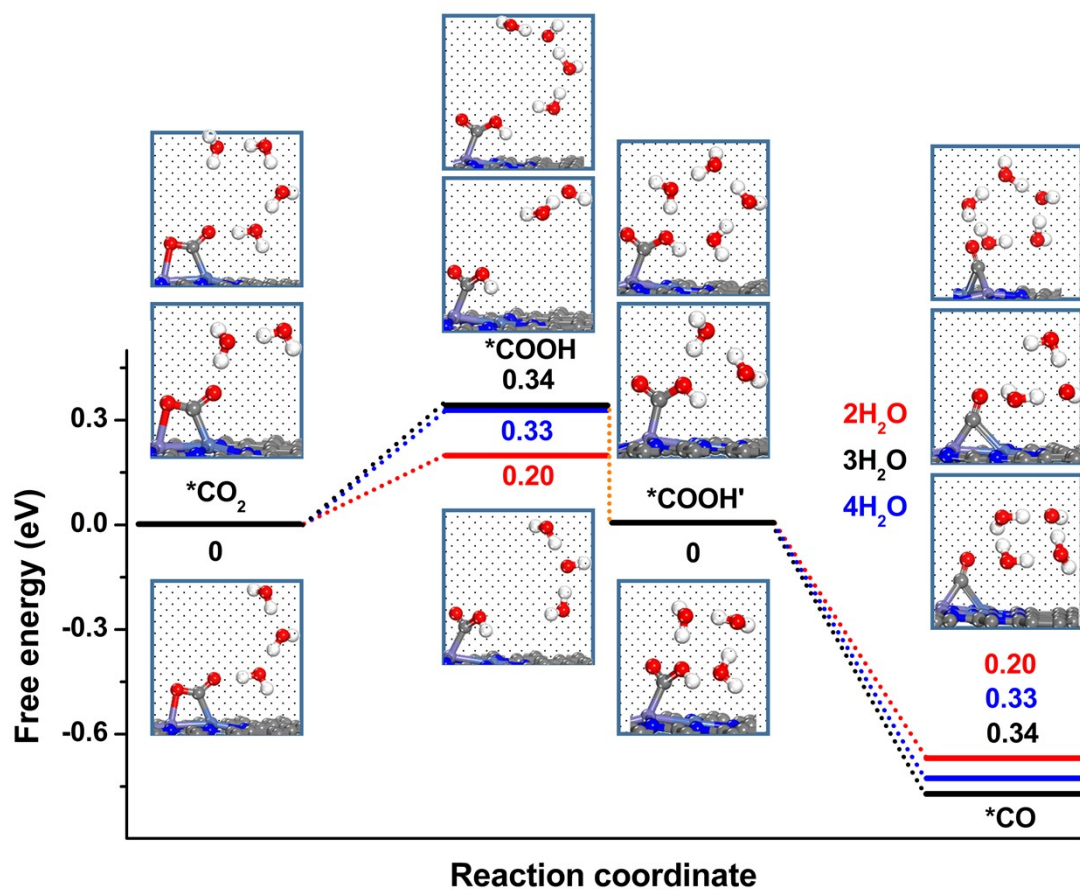 *COOH
0.34
0.33
0.20
*CO₂
0
*COOH'
0
2H₂O
3H₂O
4H₂O
0.3
0.0
-0.3
-0.6
Free energy (eV)
0.20
0.33
0.34
*CO
Reaction coordinate